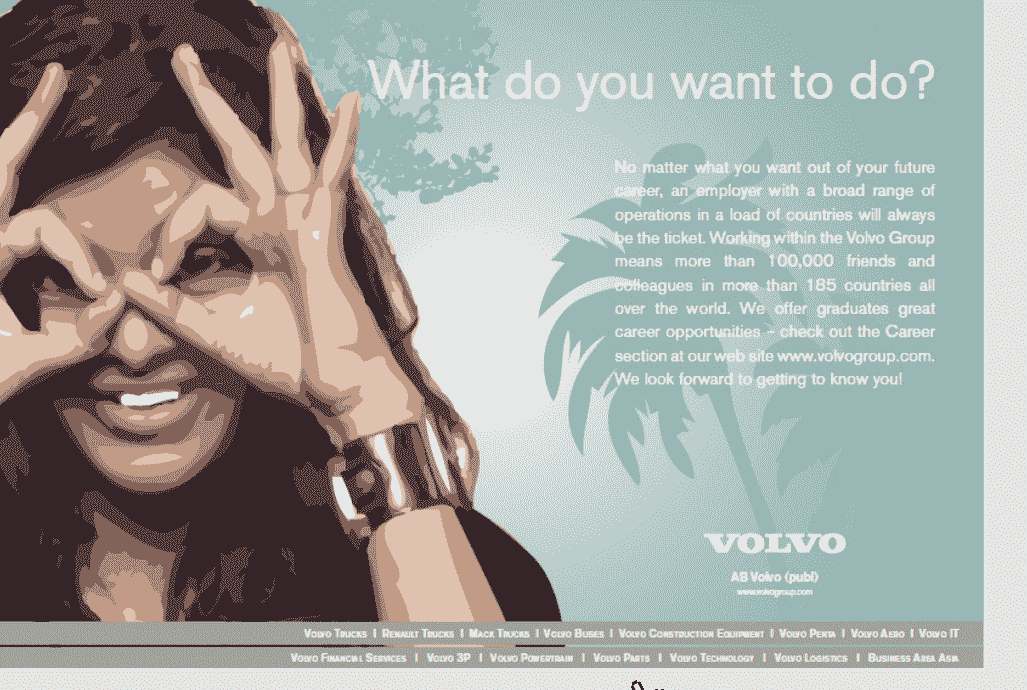 What do you want to do?
No matter what you want out of your future
career, an employer with a broad range of
operations in a load of countries will always
be the ticket. Working within the Volvo Group
means more than 100,000 friends and
colleagues in more than 185 countries all
over the world. We offer graduates great
career opportunities – check out the Career
section at our web site www.volvogroup.com.
We look forward to getting to know you!
VOLVO
AB Volvo (publ)
www.volvogroup.com
Volvo Trucks | Renault Trucks | Mack Trucks | Volvo Buses | Volvo Construction Equipment | Volvo Penta | Volvo Aero | Volvo IT
Volvo Financial Services | Volvo 3P | Volvo Powertrain | Volvo Parts | Volvo Technology | Volvo Logistics | Business Area Asia